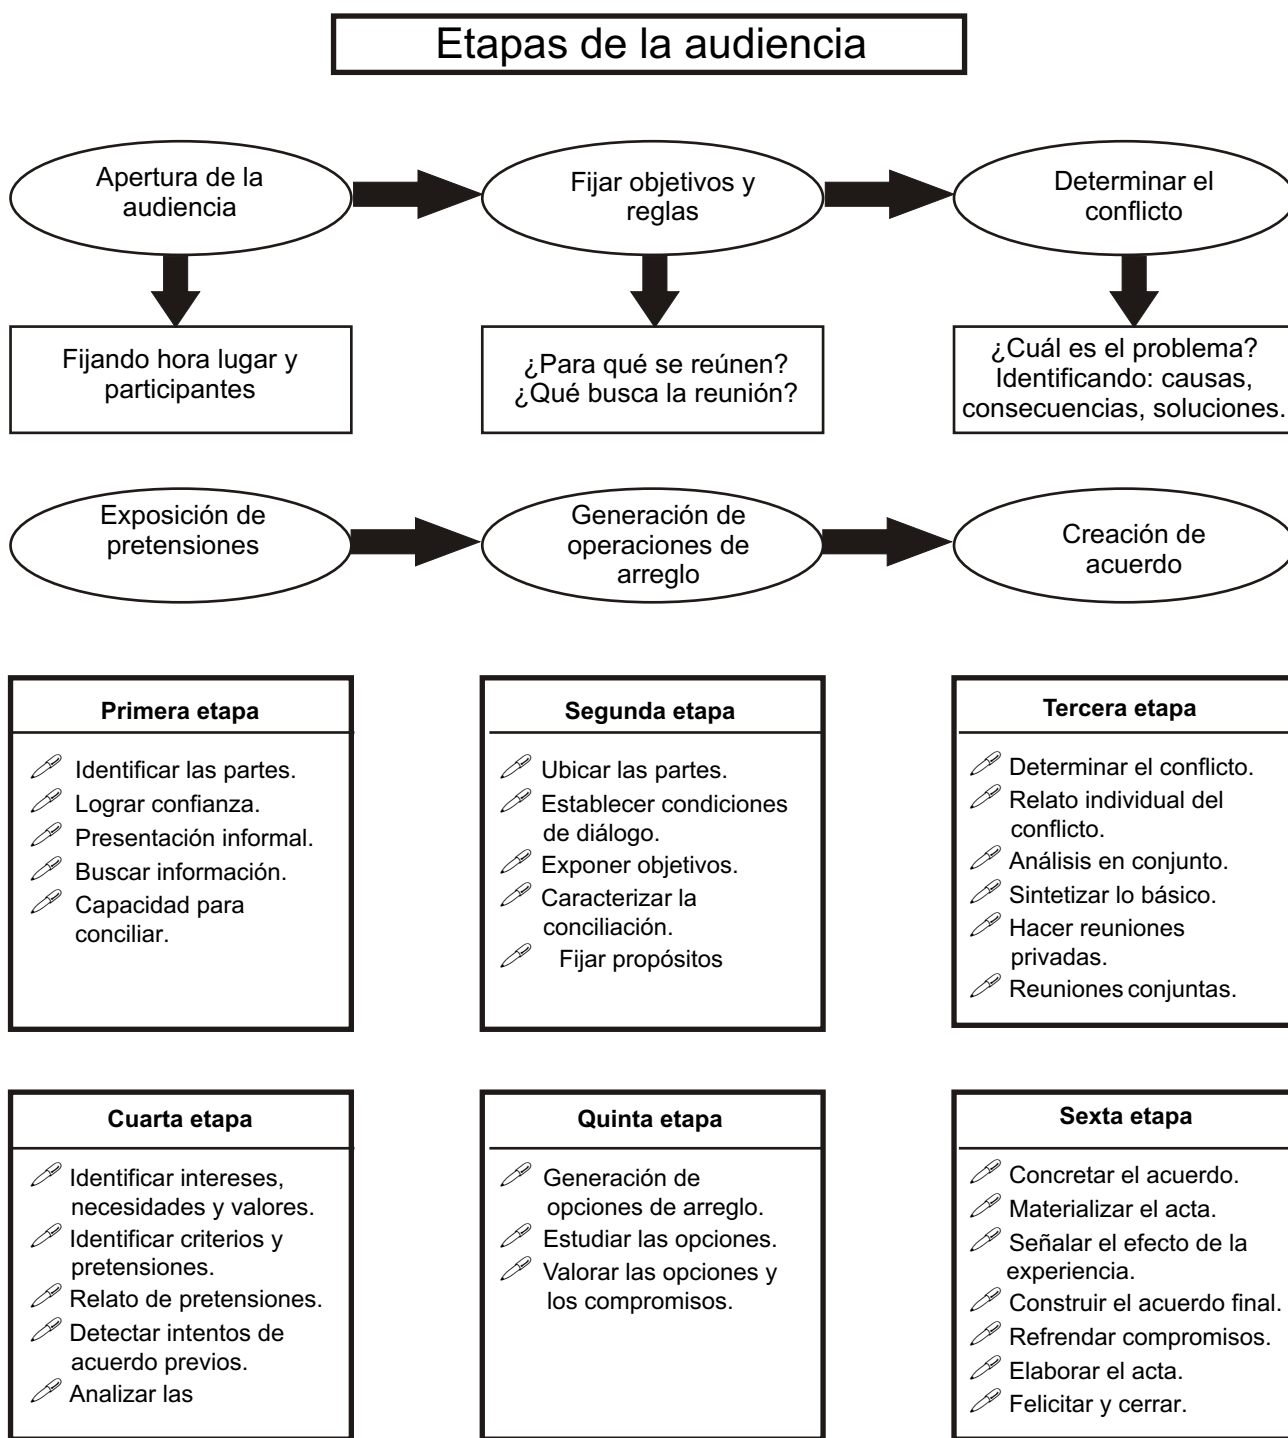 Etapas de la audiencia
Apertura de la
audiencia
Fijar objetivos y
reglas
Determinar el
conflicto
Fijando hora lugar y
participantes
¿Para qué se reúnen?
¿Qué busca la reunión?
¿Cuál es el problema?
Identificando: causas,
consecuencias, soluciones.
Exposición de
pretensiones
Generación de
operaciones de
arreglo
Creación de
acuerdo
Primera etapa
Identificar las partes.
Lograr confianza.
Presentación informal.
Buscar información.
Capacidad para
conciliar.
Segunda etapa
Ubicar las partes.
Establecer condiciones
de diálogo.
Exponer objetivos.
Caracterizar la
conciliación.
Fijar propósitos
Tercera etapa
Determinar el conflicto.
Relato individual del
conflicto.
Análisis en conjunto.
Sintetizar lo básico.
Hacer reuniones
privadas.
Reuniones conjuntas.
Cuarta etapa
Identificar intereses,
necesidades y valores.
Identificar criterios y
pretensiones.
Relato de pretensiones.
Detectar intentos de
acuerdo previos.
Analizar las
Quinta etapa
Generación de
opciones de arreglo.
Estudiar las opciones.
Valorar las opciones y
los compromisos.
Sexta etapa
Concretar el acuerdo.
Materializar el acta.
Señalar el efecto de la
experiencia.
Construir el acuerdo final.
Refrendar compromisos.
Elaborar el acta.
Felicitar y cerrar.